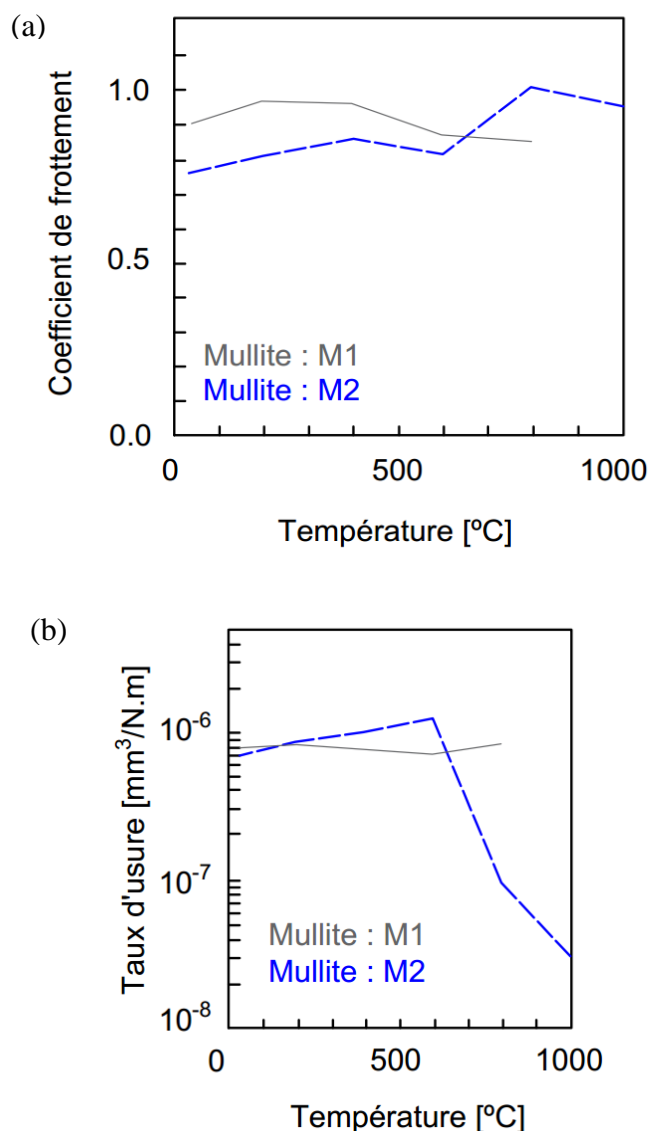 (a)
Coefficient de frottement
1.0
0.5
0.0
Mullite : M1
Mullite : M2
0 500 1000
Température [ºC]
(b)
Taux d'usure [mm³/N.m]
10⁻⁶
10⁻⁷
10⁻⁸
Mullite : M1
Mullite : M2
0 500 1000
Température [ºC]